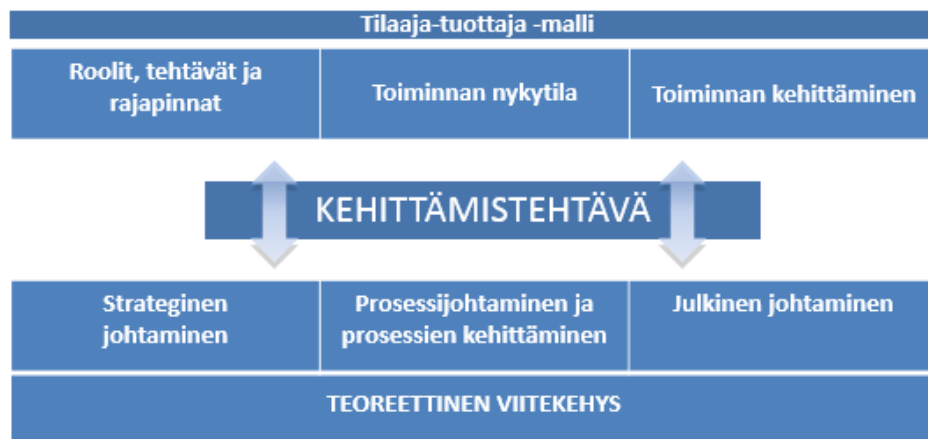 Tilaaja-tuottaja -malli
Roolit, tehtävät ja
rajapinnat
Toiminnan nykytila
Toiminnan kehittäminen
KEHITTÄMISTEHTÄVÄ
Strateginen
johtaminen
Prosessijohtaminen ja
prosessien kehittäminen
Julkinen johtaminen
TEOREETTINEN VIITEKEHYS